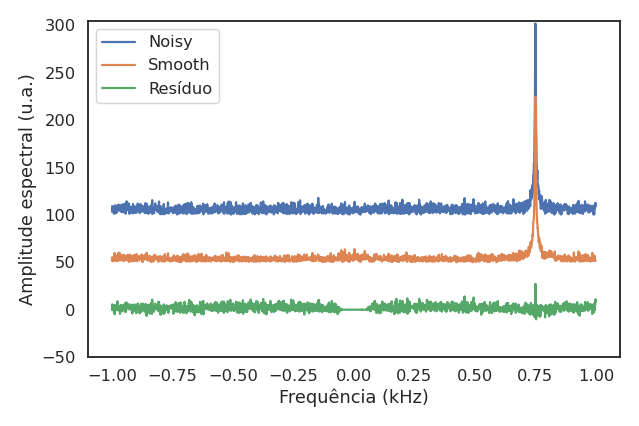 Noisy
Smooth
Resíduo
300
250
200
150
100
50
0
−50
Amplitude espectral (u.a.)
−1.00 −0.75 −0.50 −0.25 0.00 0.25 0.50 0.75 1.00
Frequência (kHz)